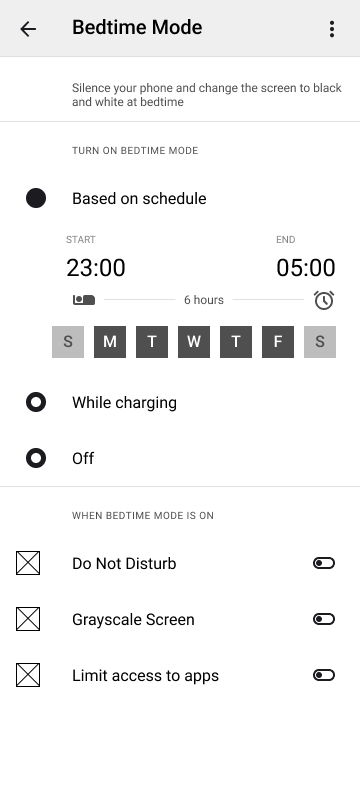 Bedtime Mode
Silence your phone and change the screen to black
and white at bedtime
TURN ON BEDTIME MODE
Based on schedule
START END
23:00 05:00
6 hours
S M T W T F S
While charging
Off
WHEN BEDTIME MODE IS ON
Do Not Disturb
Grayscale Screen
Limit access to apps